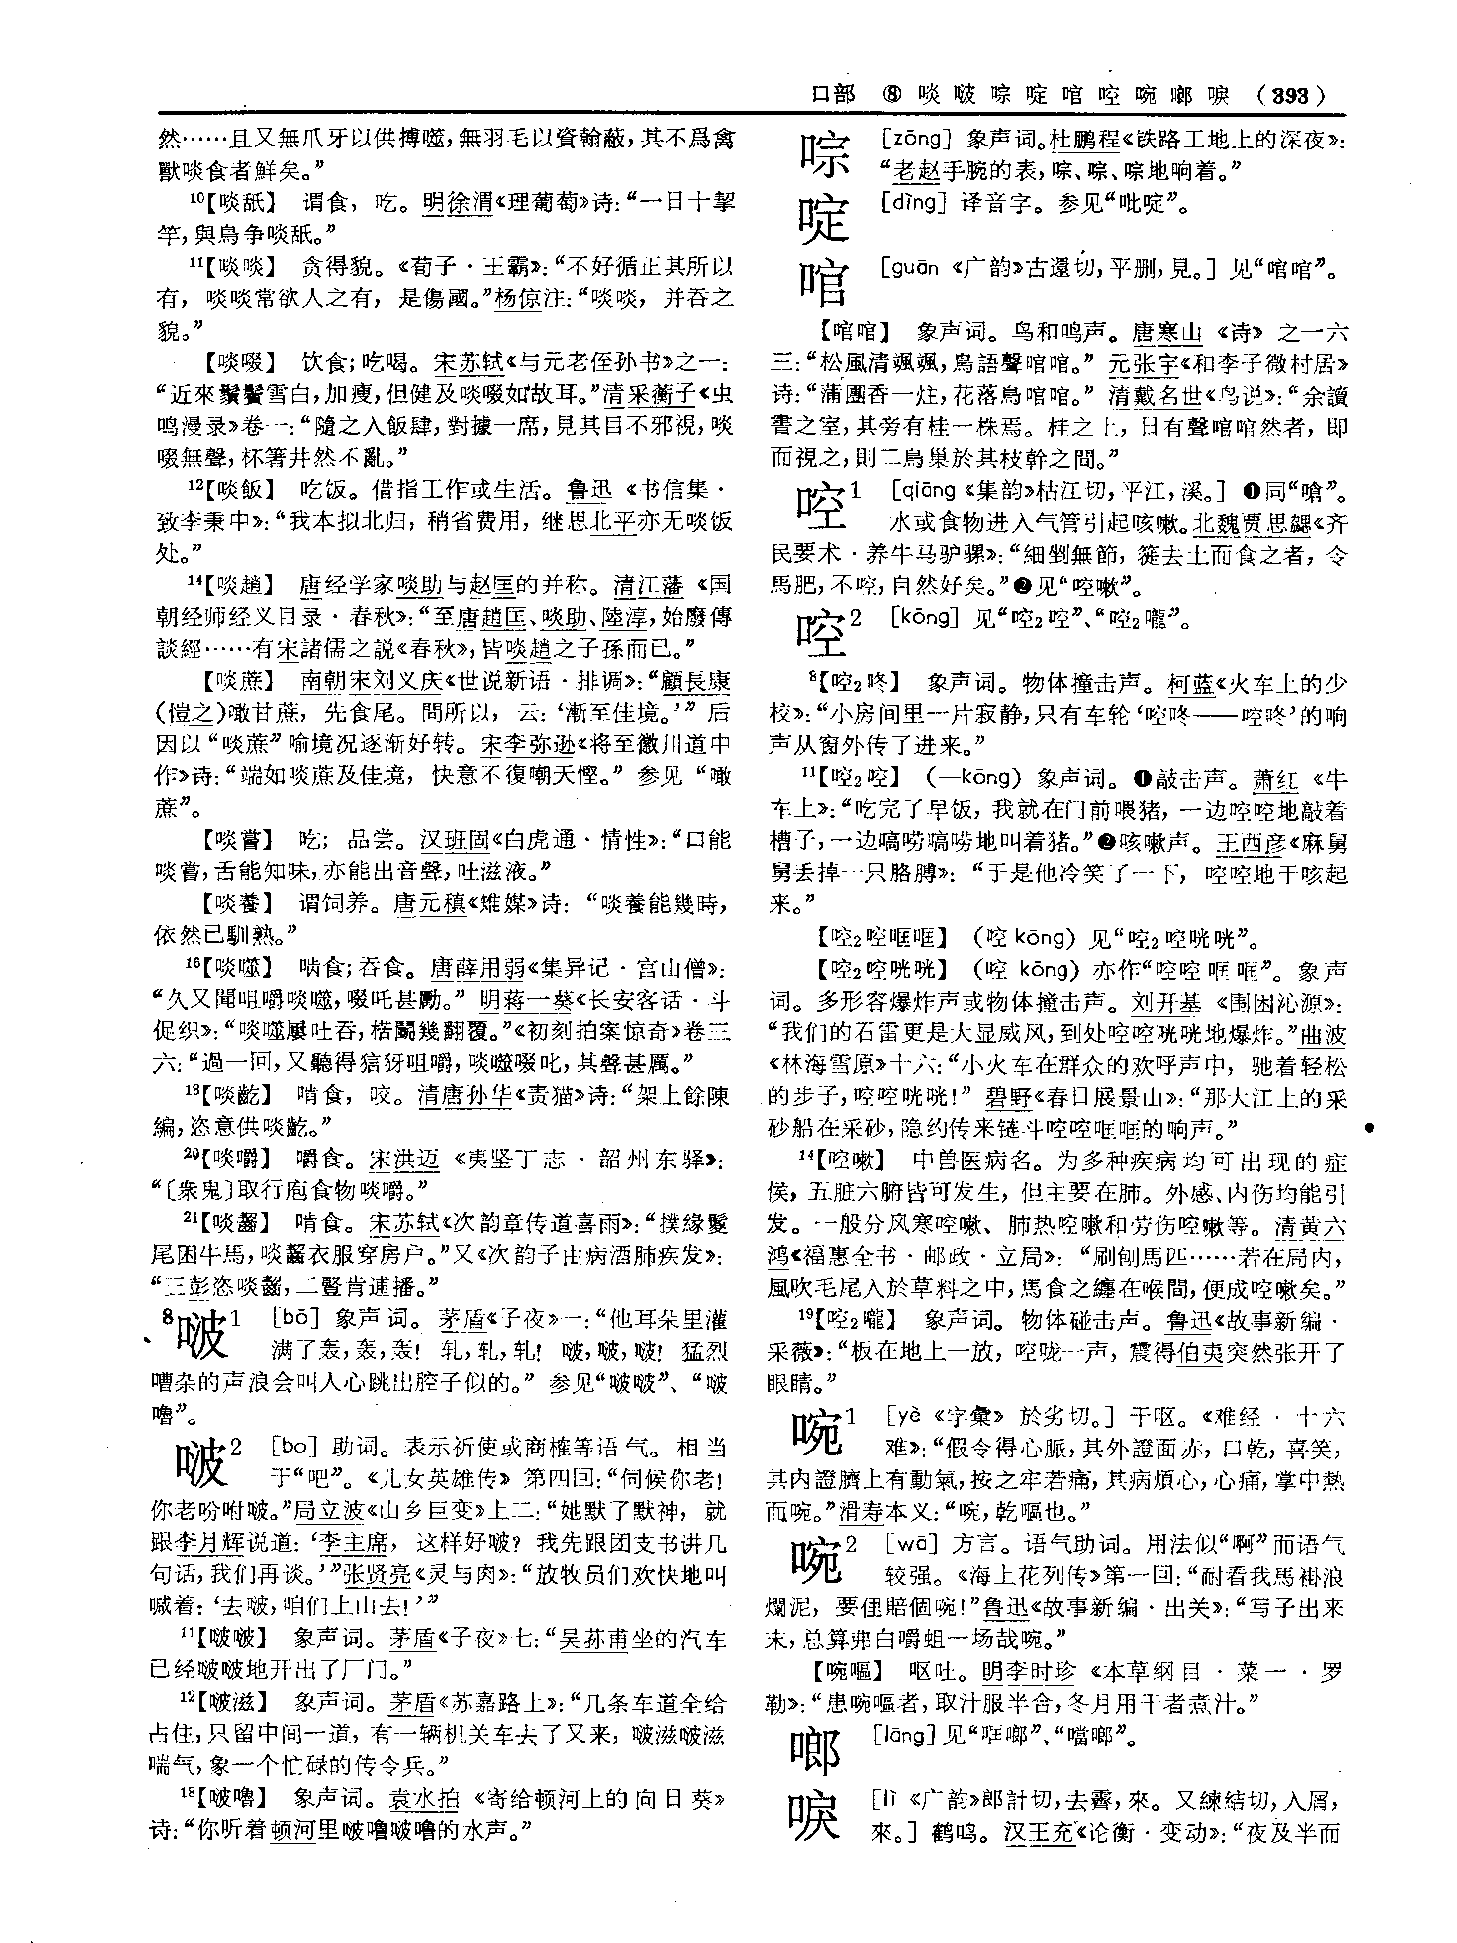 口部 ⑧ 啖 啵 唥 啶 唁 啌 啘 啷 唳 (393)
然……且又無爪牙以供搏噬，無羽毛以資翰蔽，其不爲禽
獸啖食者鮮矣。”
¹⁰【啖舐】 谓食，吃。明徐渭《理葡萄》诗：“一日十挈
竿，與鳥争啖舐。”
¹¹【啖啖】 贪得貌。《荀子·王霸》：“不好循正其所以
有，啖啖常欲人之有，是傷國。”杨倞注：“啖啖，并吞之
貌。”
【啖啜】 饮食；吃喝。宋苏轼《与元老侄孙书》之一：
“近來鬚鬢雪白，加瘦，但健及啖啜如故耳。”清采蘅子《虫
鸣漫录》卷一：“隨之入飯肆，對據一席，見其目不邪視，啖
啜無聲，杯箸井然不亂。”
¹²【啖飯】 吃饭。借指工作或生活。鲁迅《书信集·
致李秉中》：“我本拟北归，稍省费用，继思北平亦无啖饭
处。”
¹⁴【啖趙】 唐经学家啖助与赵匡的并称。清江藩《国
朝经师经义目录·春秋》：“至唐趙匡、啖助、陸淳，始廢傳
談經……有宋諸儒之説《春秋》，皆啖趙之子孫而已。”
【啖蔗】 南朝宋刘义庆《世说新语·排调》：“顧長康
(愷之)噉甘蔗，先食尾。問所以，云：‘漸至佳境。’”后
因以“啖蔗”喻境况逐渐好转。宋李弥逊《将至徽川道中
作》诗：“端如啖蔗及佳境，快意不復嘲天慳。”参见“噉
蔗”。
【啖嘗】 吃；品尝。汉班固《白虎通·情性》：“口能
啖嘗，舌能知味，亦能出音聲，吐滋液。”
【啖養】 谓饲养。唐元稹《雉媒》诗：“啖養能幾時，
依然已馴熟。”
¹⁶【啖噬】 啮食；吞食。唐薛用弱《集异记·宫山僧》：
“久又聞咀嚼啖噬，啜吒甚勵。”明蒋一葵《长安客话·斗
促织》：“啖噬屢吐吞，梏鬬幾翻覆。”《初刻拍案惊奇》卷三
六：“過一囘，又聽得狺犽咀嚼，啖噬啜叱，其聲甚厲。”
¹⁸【啖齕】 啃食，咬。清唐孙华《责猫》诗：“架上餘陳
編，恣意供啖齕。”
²⁰【啖嚼】 嚼食。宋洪迈《夷坚丁志·韶州东驿》：
“〔衆鬼〕取行庖食物啖嚼。”
²¹【啖齧】 啃食。宋苏轼《次韵章传道喜雨》：“撲緣鬉
尾困牛馬，啖齧衣服穿房户。”又《次韵子由病酒肺疾发》：
“三彭恣啖齧，二豎肯逋播。”
⁸啵¹ [bō] 象声词。茅盾《子夜》一：“他耳朵里灌
满了轰，轰，轰！轧，轧，轧！啵，啵，啵！猛烈
嘈杂的声浪会叫人心跳出腔子似的。”参见“啵啵”、“啵
噜”。
啵² [bo] 助词。表示祈使或商榷等语气。相当
于“吧”。《儿女英雄传》第四回：“伺候你老！
你老吩咐啵。”周立波《山乡巨变》上二：“她默了默神，就
跟李月辉说道：‘李主席，这样好啵？我先跟团支书讲几
句话，我们再谈。’”张贤亮《灵与肉》：“放牧员们欢快地叫
喊着：‘去啵，咱们上山去！’”
¹¹【啵啵】 象声词。茅盾《子夜》七：“吴荪甫坐的汽车
已经啵啵地开出了厂门。”
¹²【啵滋】 象声词。茅盾《苏嘉路上》：“几条车道全给
占住，只留中间一道，有一辆机关车去了又来，啵滋啵滋
喘气，象一个忙碌的传令兵。”
¹⁸【啵噜】 象声词。袁水拍《寄给顿河上的向日葵》
诗：“你听着顿河里啵噜啵噜的水声。”
㖢 [zōng] 象声词。杜鹏程《铁路工地上的深夜》：
“老赵手腕的表，㖢、㖢、㖢地响着。”
啶 [dìng] 译音字。参见“吡啶”。
啹 [guān 《广韵》古還切，平删，見。] 见“喧喧”。
【喧喧】 象声词。鸟和鸣声。唐寒山《诗》之一六
三：“松風清颯颯，鳥語聲喧喧。”元张宇《和李子微村居》
诗：“蒲團香一炷，花落鳥喧喧。”清戴名世《鸟说》：“余讀
書之室，其旁有桂一株焉。桂之上，日有聲喧喧然者，即
而視之，則二鳥巢於其枝幹之間。”
啌¹ [qiāng《集韵》枯江切，平江，溪。] ❶同“嗆”。
水或食物进入气管引起咳嗽。北魏贾思勰《齐
民要术·养牛马驴骡》：“細剉無節，簁去土而食之者，令
馬肥，不啌，自然好矣。”❷见“啌嗽”。
啌² [kōng] 见“啌₂啌”、“啌₂嚨”。
⁸【啌₂咚】 象声词。物体撞击声。柯蓝《火车上的少
校》：“小房间里一片寂静，只有车轮‘啌咚——啌咚’的响
声从窗外传了进来。”
¹¹【啌₂啌】 (—kōng) 象声词。❶敲击声。萧红《牛
车上》：“吃完了早饭，我就在门前喂猪，一边啌啌地敲着
槽子，一边嗃唠嗃唠地叫着猪。”❷咳嗽声。王西彦《麻舅
舅丢掉一只胳膊》：“于是他冷笑了一下，啌啌地干咳起
来。”
【啌₂啌哐哐】 (啌 kōng) 见“啌₂啌咣咣”。
【啌₂啌咣咣】 (啌 kōng) 亦作“啌啌哐哐”。象声
词。多形容爆炸声或物体撞击声。刘开基《围困沁源》：
“我们的石雷更是大显威风，到处啌啌咣咣地爆炸。”曲波
《林海雪原》十六：“小火车在群众的欢呼声中，驰着轻松
的步子，啌啌咣咣！”碧野《春日展景山》：“那大江上的采
砂船在采砂，隐约传来链斗啌啌哐哐的响声。”
¹⁴【啌嗽】 中兽医病名。为多种疾病均可出现的症
侯，五脏六腑皆可发生，但主要在肺。外感、内伤均能引
发。一般分风寒啌嗽、肺热啌嗽和劳伤啌嗽等。清黄六
鸿《福惠全书·邮政·立局》：“刷刨馬匹……若在局内，
風吹毛尾入於草料之中，馬食之纏在喉間，便成啌嗽矣。”
¹⁹【啌₂嚨】 象声词。物体碰击声。鲁迅《故事新编·
采薇》：“板在地上一放，啌咙一声，震得伯夷突然张开了
眼睛。”
啘¹ [yè 《字彙》於劣切。] 干呕。《难经·十六
难》：“假令得心脈，其外證面赤，口乾，喜笑，
其内證臍上有動氣，按之牢若痛，其病煩心，心痛，掌中熱
而啘。”滑寿本义：“啘，乾嘔也。”
啘² [wā] 方言。语气助词。用法似“啊”而语气
较强。《海上花列传》第一回：“耐看我馬褂浪
爛泥，要俚賠個啘！”鲁迅《故事新编·出关》：“写子出来
末，总算弗白嚼蛆一场哉啘。”
【啘嘔】 呕吐。明李时珍《本草纲目·菜一·罗
勒》：“患啘嘔者，取汁服半合，冬月用干者煮汁。”
啷 [lāng] 见“哐啷”、“噹啷”。
唳 [lì 《广韵》郎計切，去霽，來。又練結切，入屑，
來。] 鹤鸣。汉王充《论衡·变动》：“夜及半而